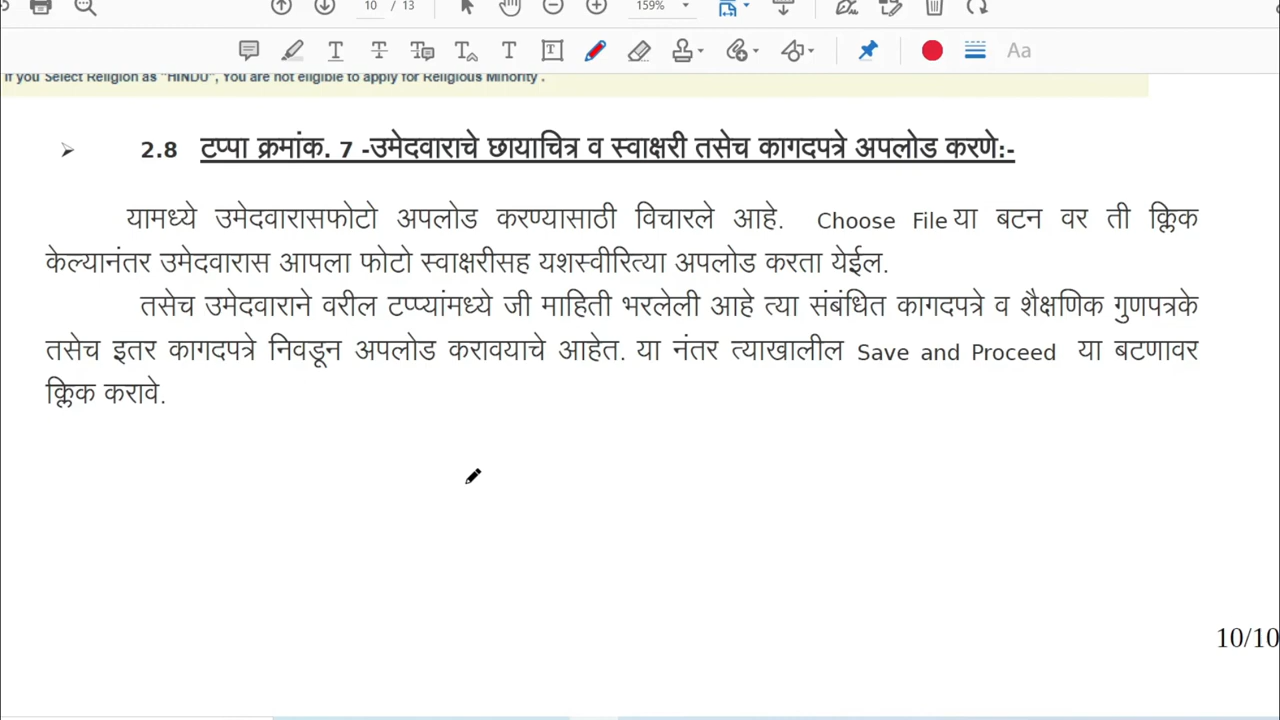 10 / 13
159%
T
T
T
T
T
T
Aa
If you Select Religion as "HINDU", You are not eligible to apply for Religious Minority .
➢ 2.8 टप्पा क्रमांक. 7 -उमेदवाराचे छायाचित्र व स्वाक्षरी तसेच कागदपत्रे अपलोड करणे:-
यामध्ये उमेदवारासफोटो अपलोड करण्यासाठी विचारले आहे. Choose File या बटन वर ती क्लिक
केल्यानंतर उमेदवारास आपला फोटो स्वाक्षरीसह यशस्वीरित्या अपलोड करता येईल.
तसेच उमेदवाराने वरील टप्प्यांमध्ये जी माहिती भरलेली आहे त्या संबंधित कागदपत्रे व शैक्षणिक गुणपत्रके
तसेच इतर कागदपत्रे निवडून अपलोड करावयाचे आहेत. या नंतर त्याखालील Save and Proceed या बटणावर
क्लिक करावे.
10/10